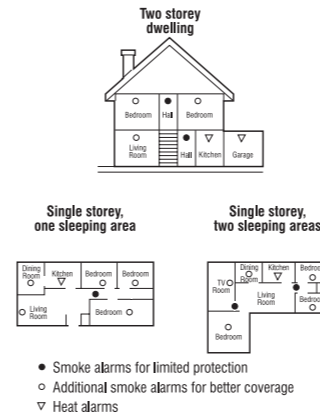 Two storey
dwelling
Bedroom
Hall
Bedroom
Living
Room
Hall
Kitchen
Garage
Single storey,
one sleeping area
Dining
Room
Kitchen
Bedroom
Bedroom
Living
Room
Bedroom
Single storey,
two sleeping areas
Dining
Room
Kitchen
TV
Room
Living
Room
Bedroom
Smoke alarms for limited protection
Additional smoke alarms for better coverage
Heat alarms